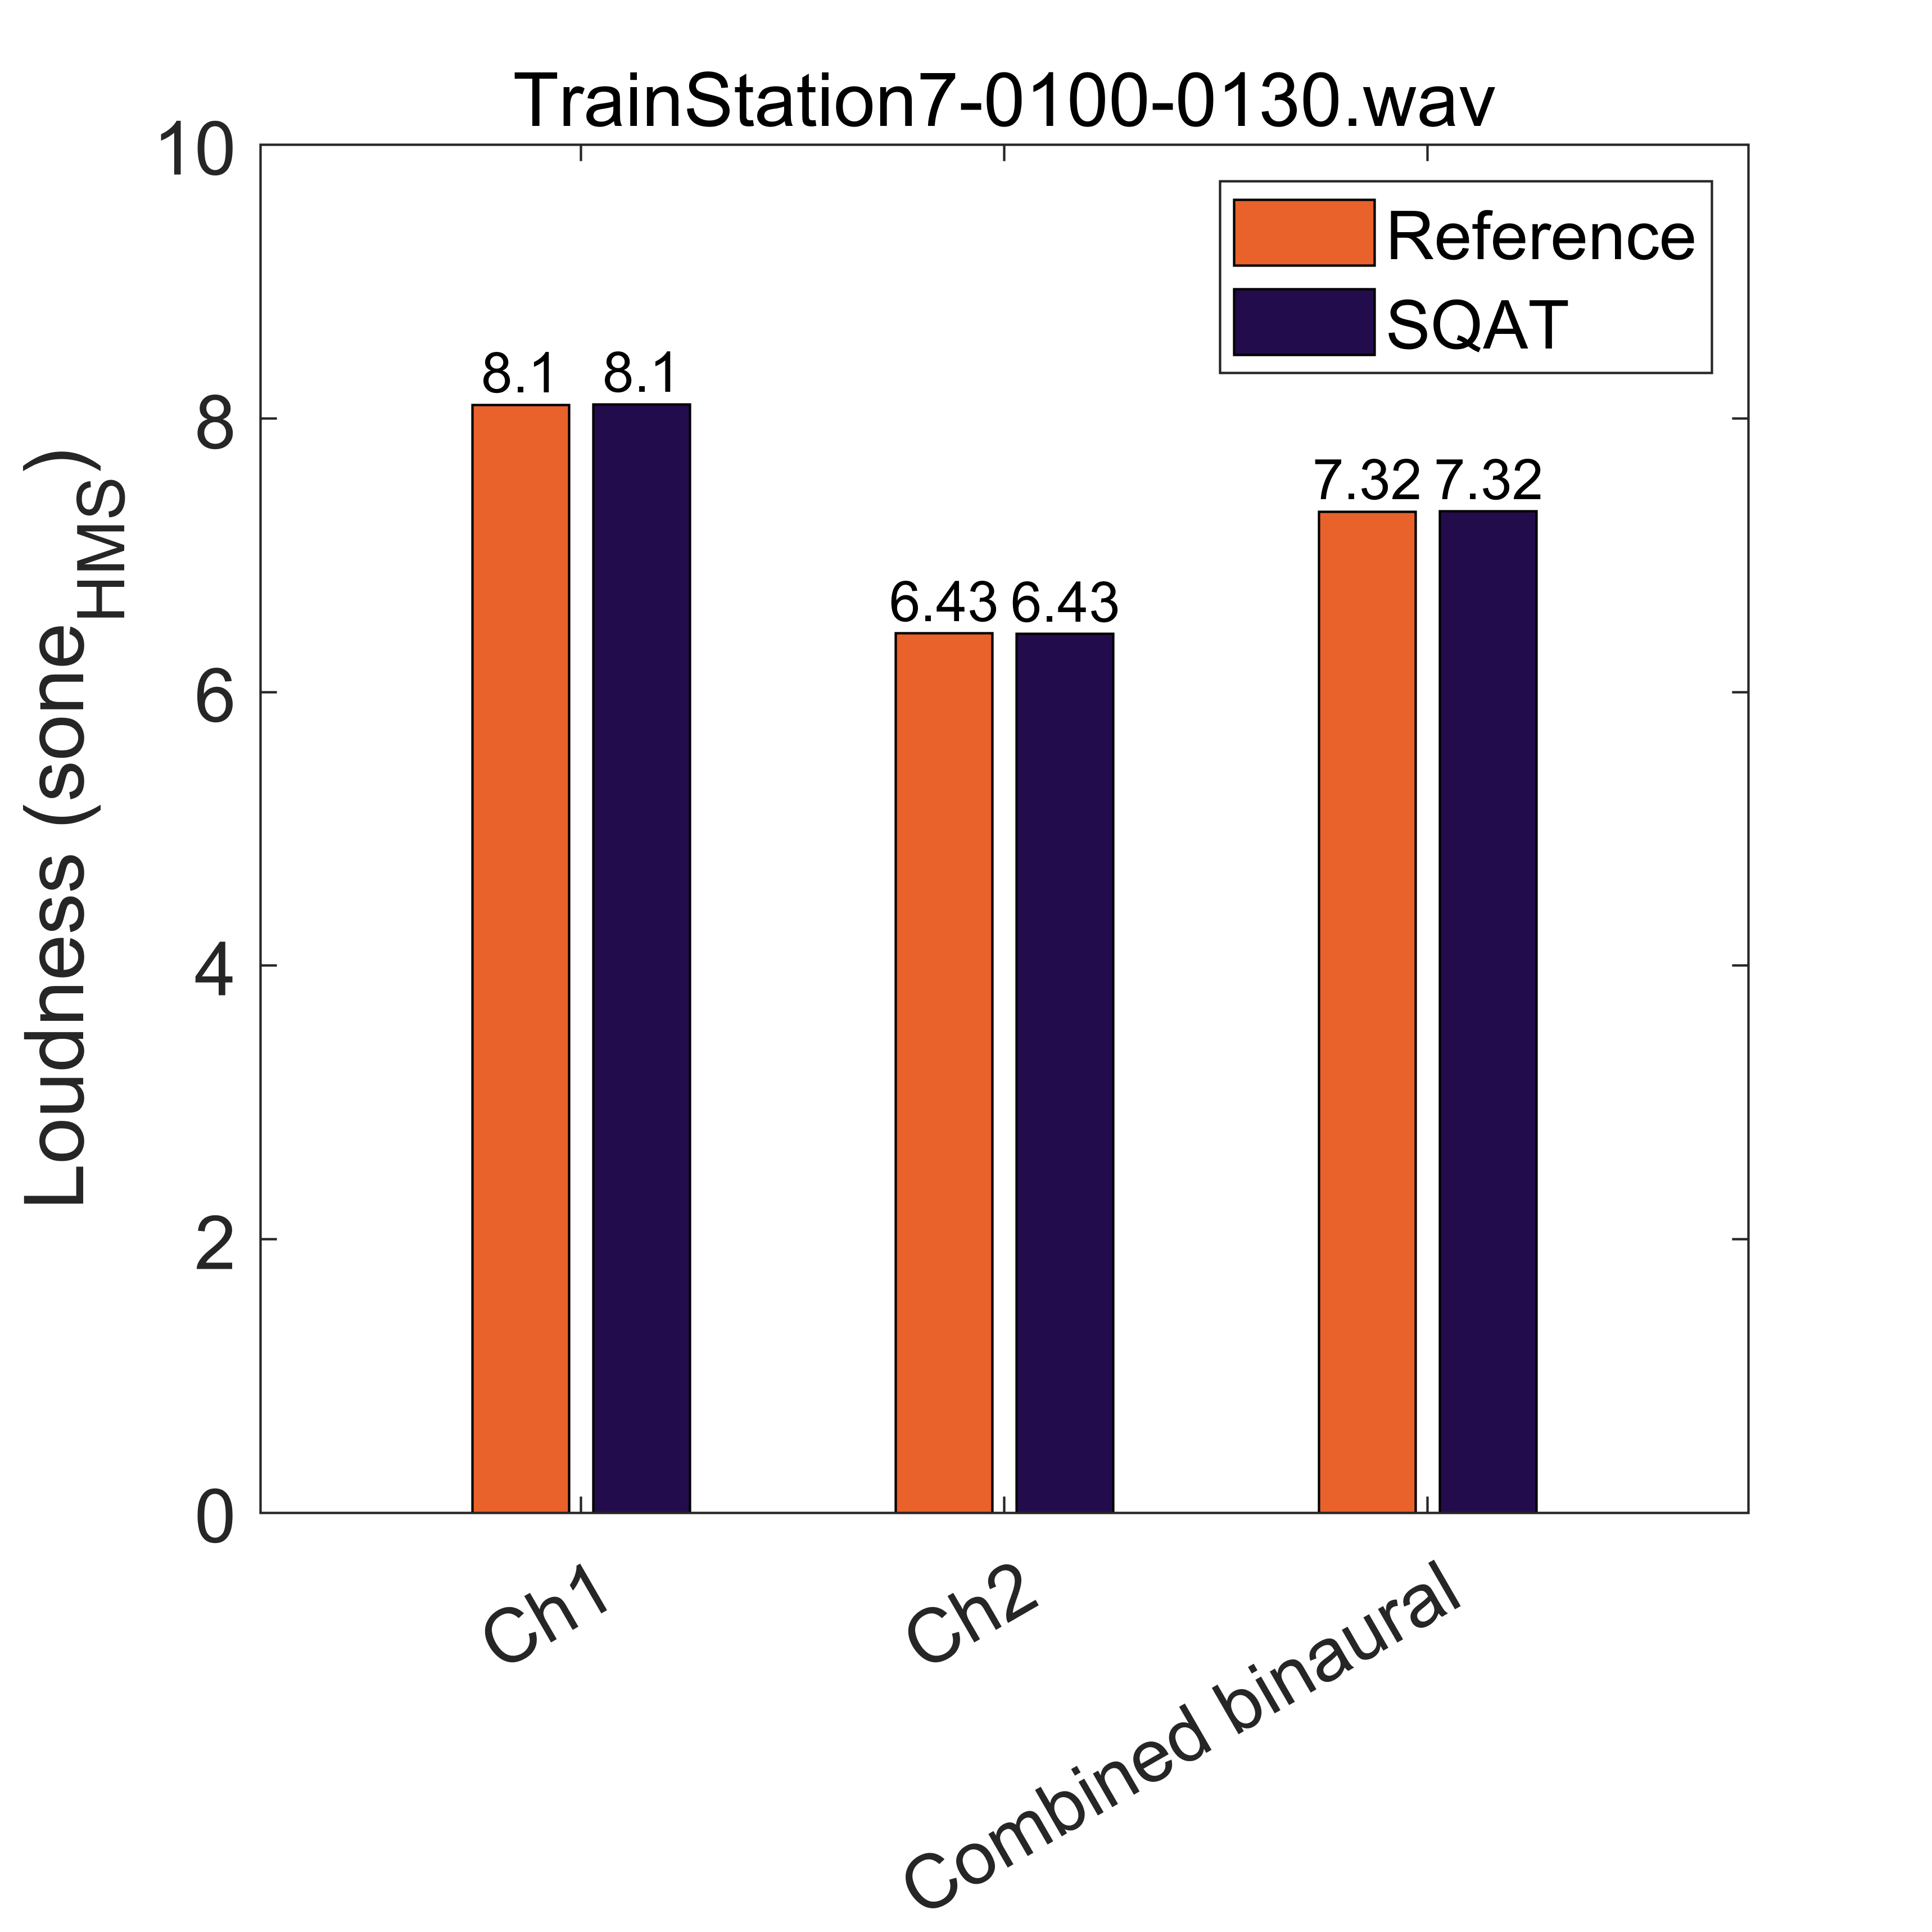 TrainStation7-0100-0130.wav
Reference
SQAT
Loudness (sone_HMS)
10
8
6
4
2
0
8.1 8.1
6.43 6.43
7.32 7.32
Ch1
Ch2
Combined binaural